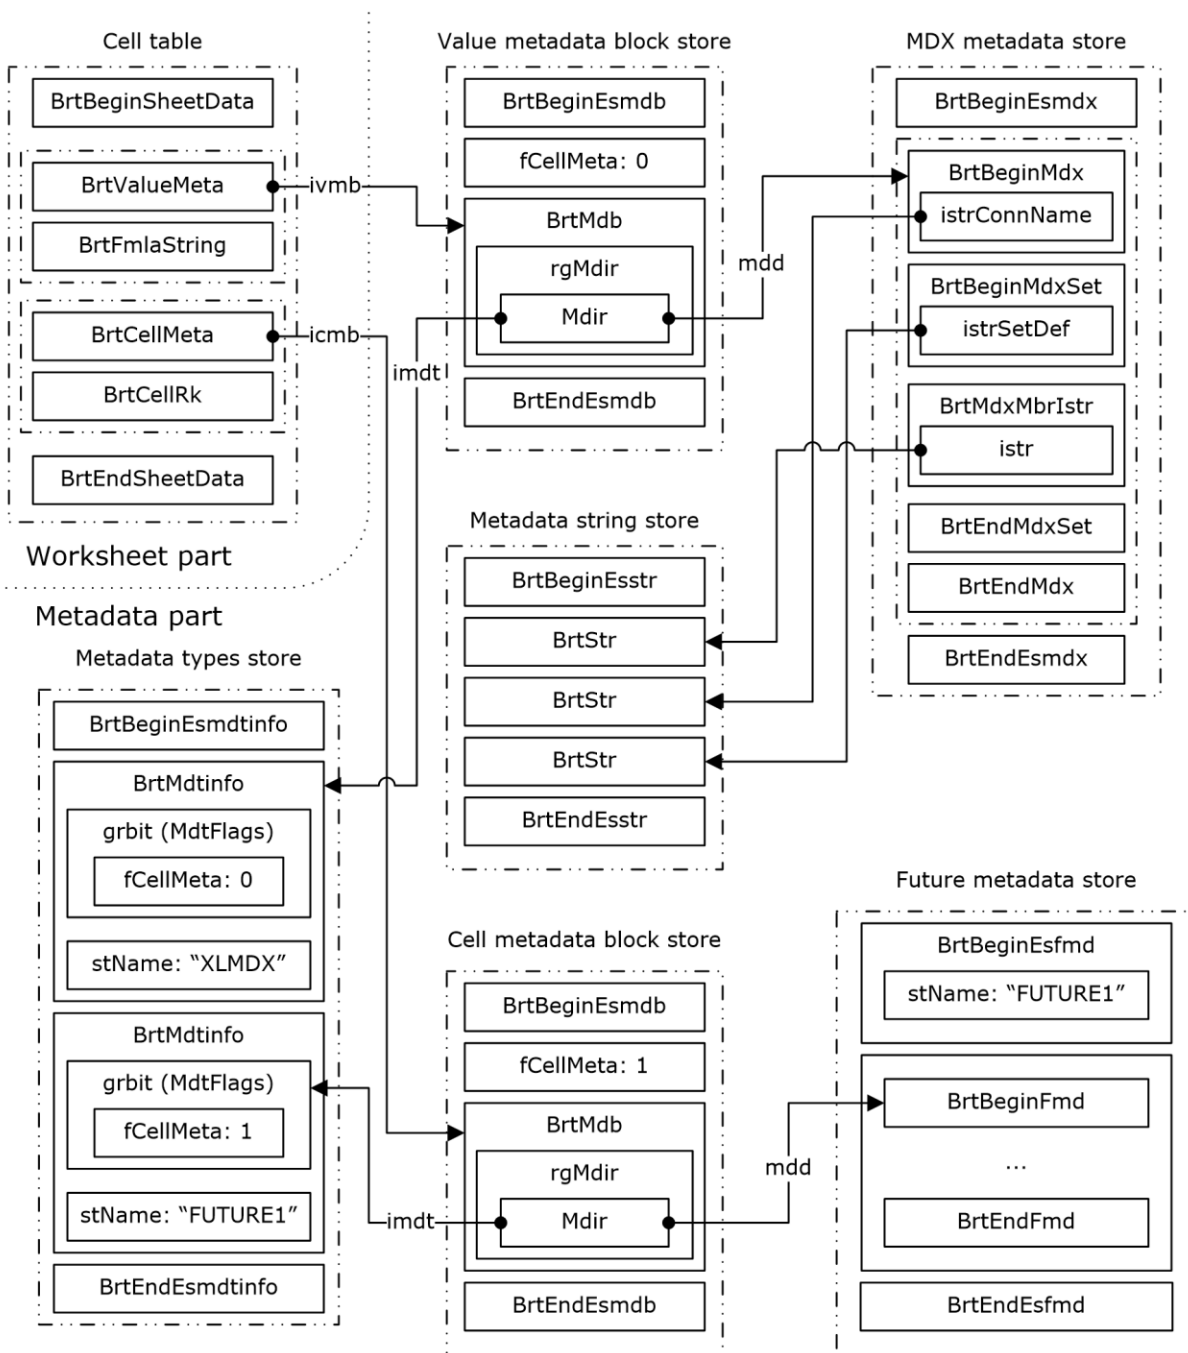 Cell table
BrtBeginSheetData
BrtValueMeta
ivmb
BrtFmlaString
BrtCellMeta
icmb
BrtCellRk
BrtEndSheetData
Worksheet part
Value metadata block store
BrtBeginEsmdb
fCellMeta: 0
BrtMdb
rgMdir
Mdir
imdt
mdd
BrtEndEsmdb
MDX metadata store
BrtBeginEsmdx
BrtBeginMdx
istrConnName
BrtBeginMdxSet
istrSetDef
BrtMdxMbrIstr
istr
BrtEndMdxSet
BrtEndMdx
BrtEndEsmdx
Metadata string store
BrtBeginEsstr
BrtStr
BrtStr
BrtStr
BrtEndEsstr
Metadata part
Metadata types store
BrtBeginEsmdtinfo
BrtMdtinfo
grbit (MdtFlags)
fCellMeta: 0
stName: “XLMDX”
BrtMdtinfo
grbit (MdtFlags)
fCellMeta: 1
stName: “FUTURE1”
BrtEndEsmdtinfo
Cell metadata block store
BrtBeginEsmdb
fCellMeta: 1
BrtMdb
rgMdir
Mdir
imdt
mdd
BrtEndEsmdb
Future metadata store
BrtBeginEsfmd
stName: “FUTURE1”
BrtBeginFmd
...
BrtEndFmd
BrtEndEsfmd